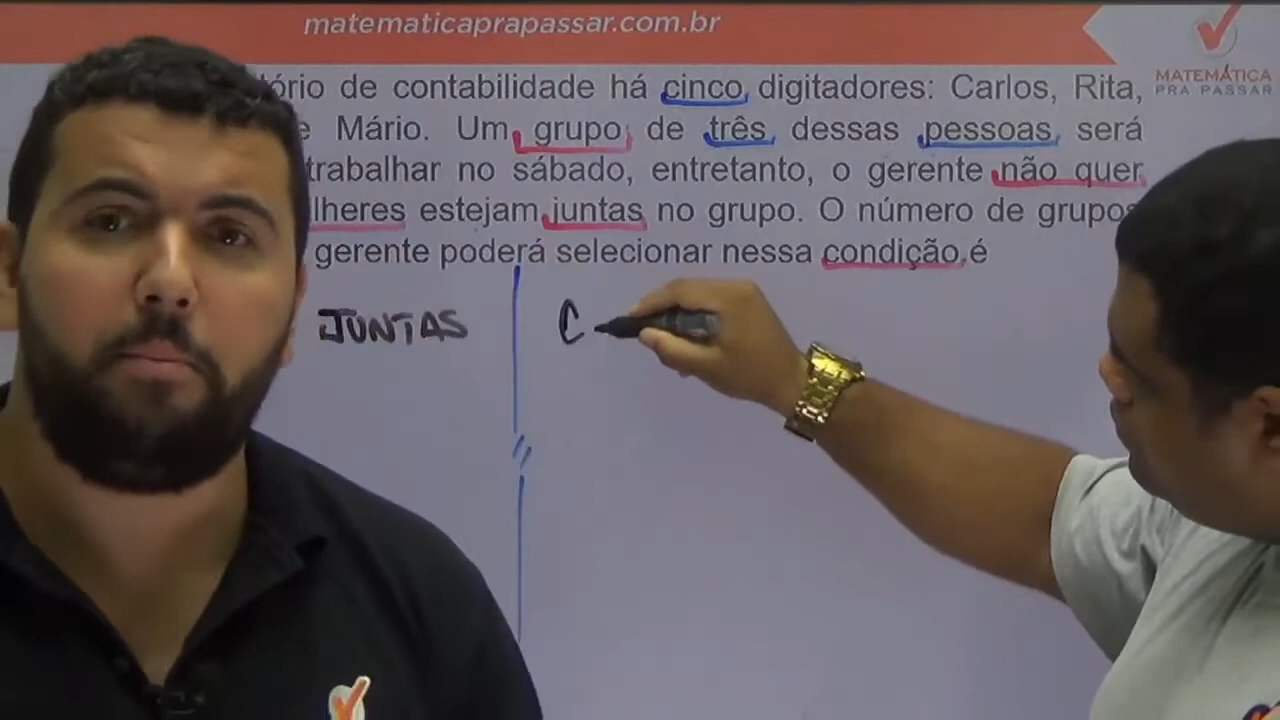 matematicaprapassar.com.br
MATEMÁTICA
PRA PASSAR
de contabilidade há cinco digitadores: Carlos, Rita,
Mário. Um grupo de três dessas pessoas será
trabalhar no sábado, entretanto, o gerente não quer
estejam juntas no grupo. O número de grupos
gerente poderá selecionar nessa condição é
JUNTAS C